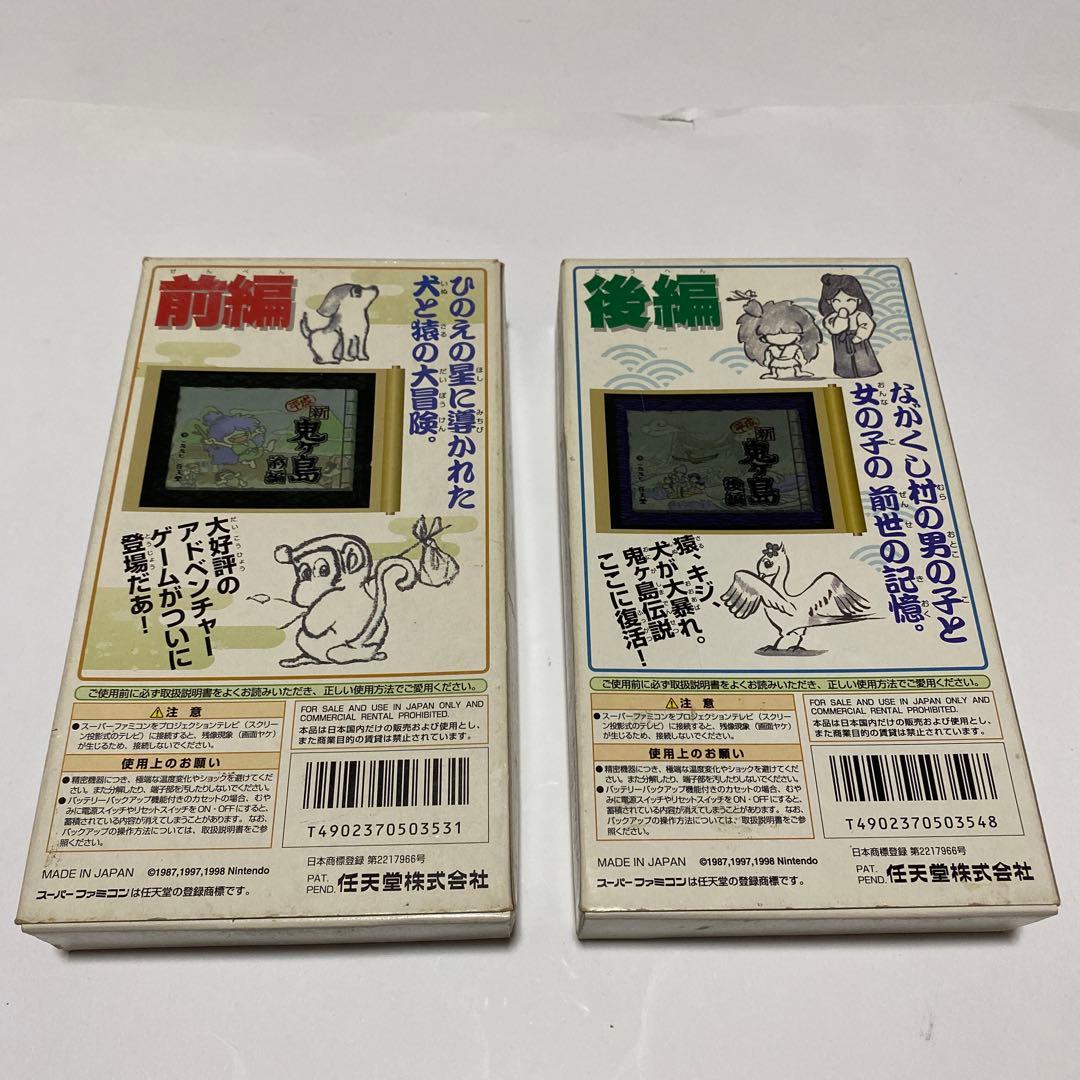 前編
ぜんぺん
ひのえの星に導かれた
犬と猿の大冒険。
平成
新
鬼ヶ島
前編
大好評の
アドベンチャー
ゲームがついに
登場だあ!
ご使用前に必ず取扱説明書をよくお読みいただき、正しい使用方法でご愛用ください。
⚠注 意
●スーパーファミコンをプロジェクションテレビ(スクリー
ン投影式のテレビ)に接続すると、残像現象(画面ヤケ)
が生じるため、接続しないでください。
使用上のお願い
●精密機器につき、極端な温度変化やショックを避けてくだ
さい。また分解したり、端子部を汚したりしないでください。
●バッテリーバックアップ機能付きのカセットの場合、むや
みに電源スイッチやリセットスイッチをON・OFFにすると、
蓄積されている内容が消えてしまうことがあります。なお、
バックアップの操作方法については、取扱説明書をご参
照ください。
FOR SALE AND USE IN JAPAN ONLY AND
COMMERCIAL RENTAL PROHIBITED.
本品は日本国内だけの販売および使用とし、
また商業目的の賃貸は禁止されています。
T4902370503531
日本商標登録 第2217966号
MADE IN JAPAN ©1987,1997,1998 Nintendo
PAT.
PEND.
任天堂株式会社
スーパーファミコンは任天堂の登録商標です。
後編
こうへん
ながくし村の男の子と
女の子の前世の記憶。
平成
新
鬼ヶ島
後編
猿、キジ、
犬が大暴れ。
鬼ヶ島伝説
ここに復活!
ご使用前に必ず取扱説明書をよくお読みいただき、正しい使用方法でご愛用ください。
⚠注 意
●スーパーファミコンをプロジェクションテレビ(スクリー
ン投影式のテレビ)に接続すると、残像現象(画面ヤケ)
が生じるため、接続しないでください。
使用上のお願い
●精密機器につき、極端な温度変化やショックを避けてくだ
さい。また分解したり、端子部を汚したりしないでください。
●バッテリーバックアップ機能付きのカセットの場合、むや
みに電源スイッチやリセットスイッチをON・OFFにすると、
蓄積されている内容が消えてしまうことがあります。なお、
バックアップの操作方法については、取扱説明書をご参
照ください。
FOR SALE AND USE IN JAPAN ONLY AND
COMMERCIAL RENTAL PROHIBITED.
本品は日本国内だけの販売および使用とし、
また商業目的の賃貸は禁止されています。
T4902370503548
日本商標登録 第2217966号
MADE IN JAPAN ©1987,1997,1998 Nintendo
PAT.
PEND.
任天堂株式会社
スーパーファミコンは任天堂の登録商標です。